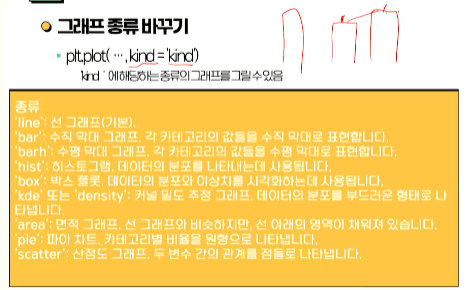 그래프 종류 바꾸기
plt.plot( …, kind = 'kind')
'kind ' 에 해당하는 종류의 그래프를 그릴 수 있음
종류
'line': 선 그래프(기본).
'bar': 수직 막대 그래프. 각 카테고리의 값들을 수직 막대로 표현합니다.
'barh': 수평 막대 그래프. 각 카테고리의 값들을 수평 막대로 표현합니다.
'hist': 히스토그램. 데이터의 분포를 나타내는데 사용됩니다.
'box': 박스 플롯. 데이터의 분포와 이상치를 시각화하는데 사용됩니다.
'kde' 또는 'density': 커널 밀도 추정 그래프. 데이터의 분포를 부드러운 형태로 나
타냅니다.
'area': 면적 그래프. 선 그래프와 비슷하지만, 선 아래의 영역이 채워져 있습니다.
'pie': 파이 차트. 카테고리별 비율을 원형으로 나타냅니다.
'scatter': 산점도 그래프. 두 변수 간의 관계를 점들로 나타냅니다.